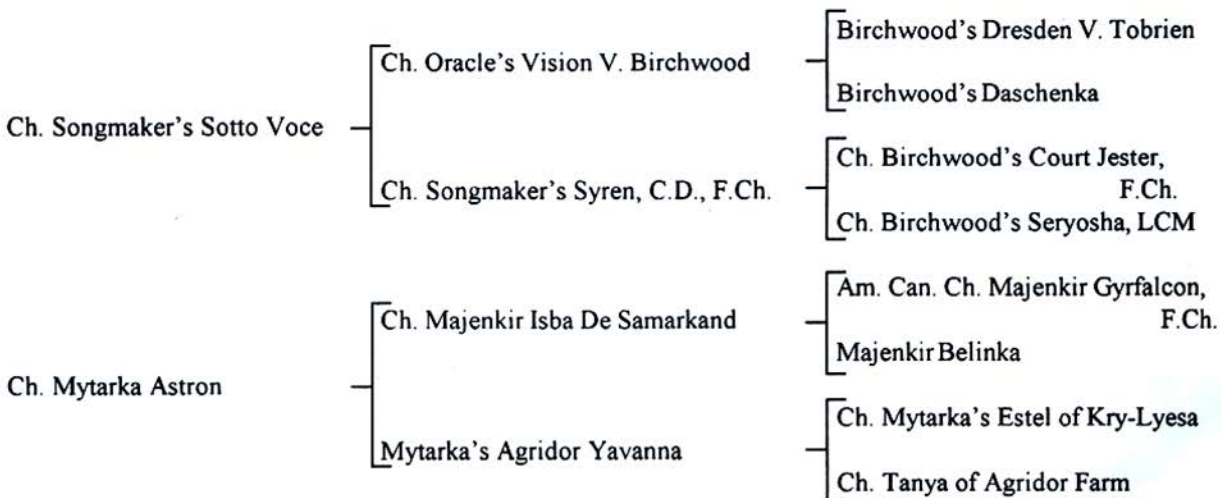 Birchwood's Dresden V. Tobrien
Ch. Oracle's Vision V. Birchwood
Birchwood's Daschenka
Ch. Songmaker's Sotto Voce
Ch. Birchwood's Court Jester,
F.Ch.
Ch. Songmaker's Syren, C.D., F.Ch.
Ch. Birchwood's Seryosha, LCM
Am. Can. Ch. Majenkir Gyrfalcon,
F.Ch.
Ch. Majenkir Isba De Samarkand
Majenkir Belinka
Ch. Mytarka Astron
Ch. Mytarka's Estel of Kry-Lyesa
Mytarka's Agridor Yavanna
Ch. Tanya of Agridor Farm